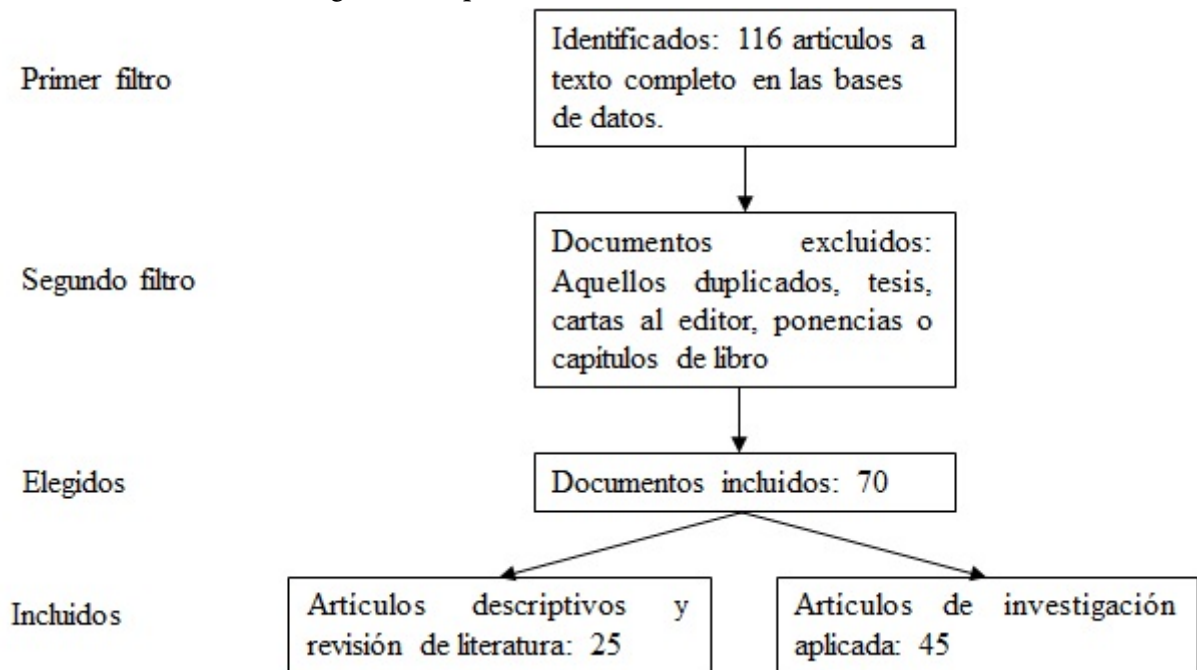 Primer filtro
Identificados: 116 artículos a
texto completo en las bases
de datos.
Segundo filtro
Documentos excluidos:
Aquellos duplicados, tesis,
cartas al editor, ponencias o
capítulos de libro
Elegidos
Documentos incluidos: 70
Incluidos
Artículos descriptivos y
revisión de literatura: 25
Artículos de investigación
aplicada: 45